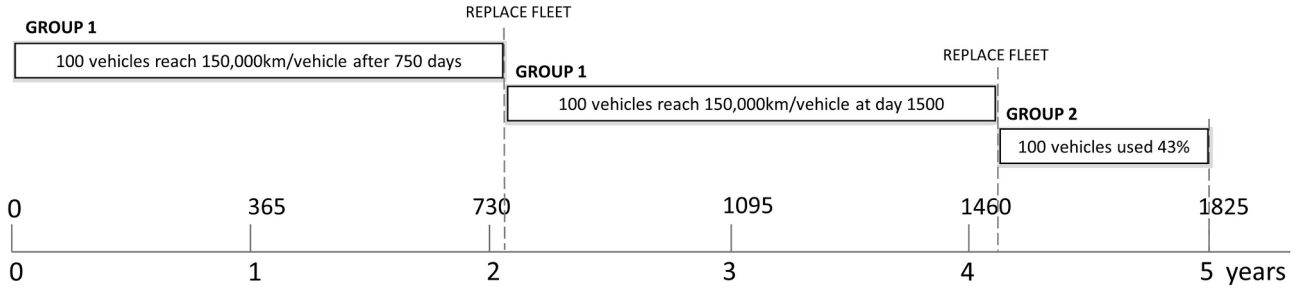 REPLACE FLEET
GROUP 1
100 vehicles reach 150,000km/vehicle after 750 days
REPLACE FLEET
GROUP 1
100 vehicles reach 150,000km/vehicle at day 1500
GROUP 2
100 vehicles used 43%
0 365 730 1095 1460 1825
0 1 2 3 4 5 years